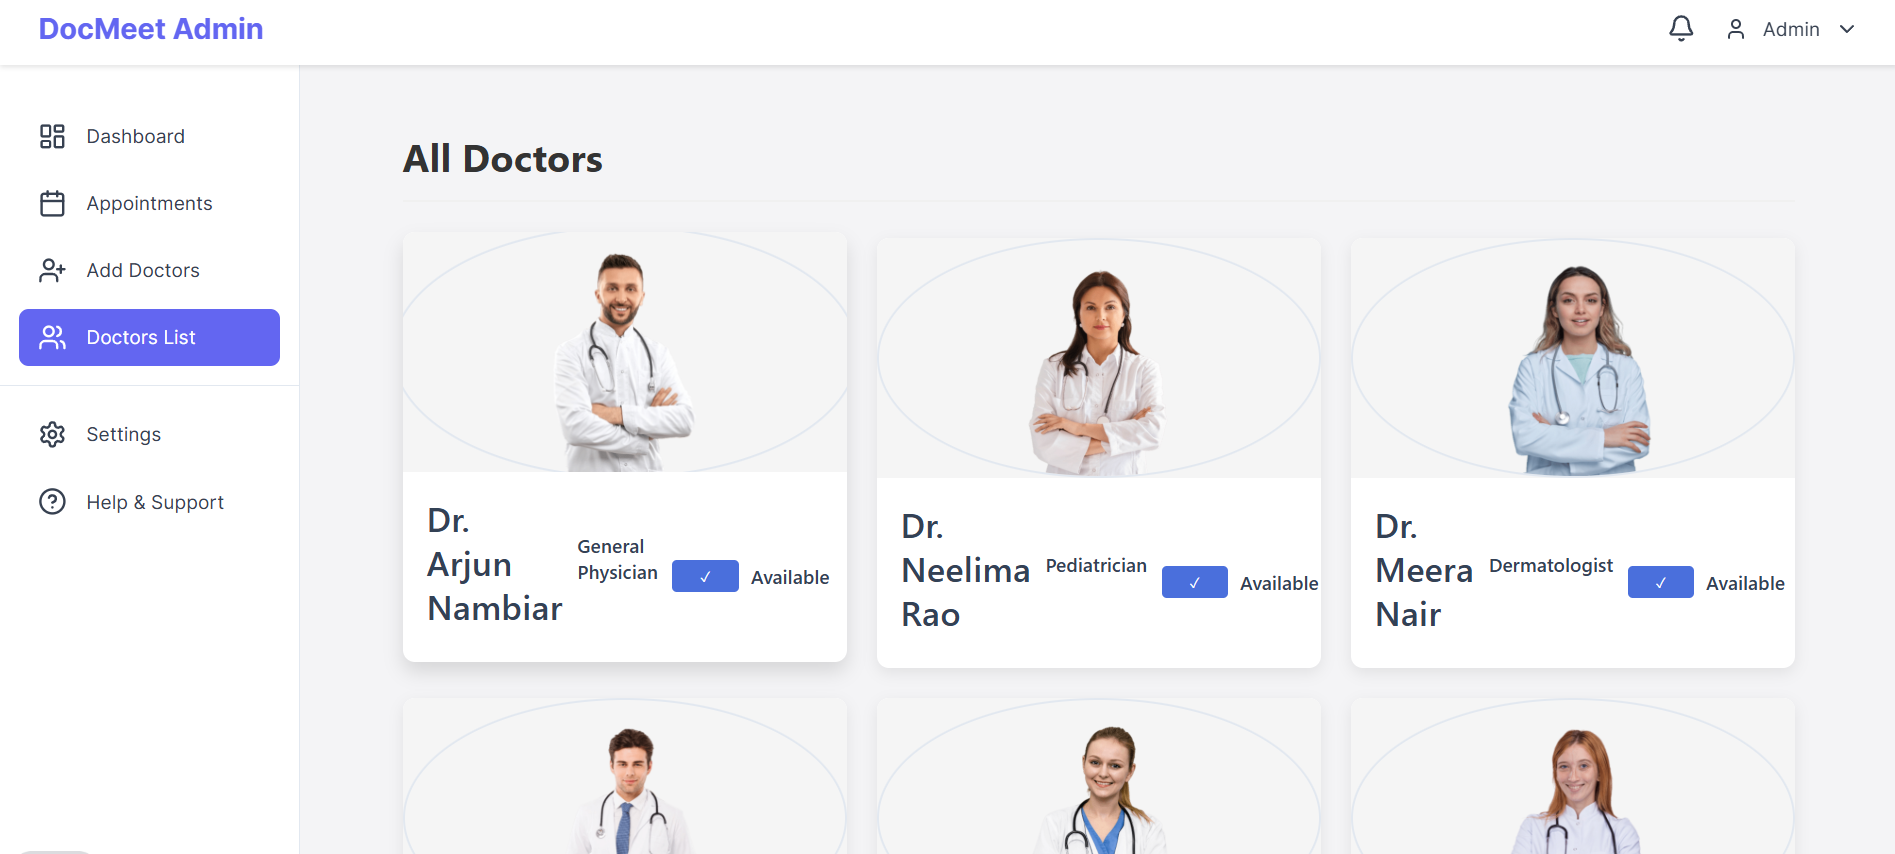 DocMeet Admin
Admin
Dashboard
Appointments
Add Doctors
Doctors List
Settings
Help & Support
All Doctors
Dr.
Arjun
Nambiar
General
Physician
✓
Available
Dr.
Neelima
Rao
Pediatrician
✓
Available
Dr.
Meera
Nair
Dermatologist
✓
Available